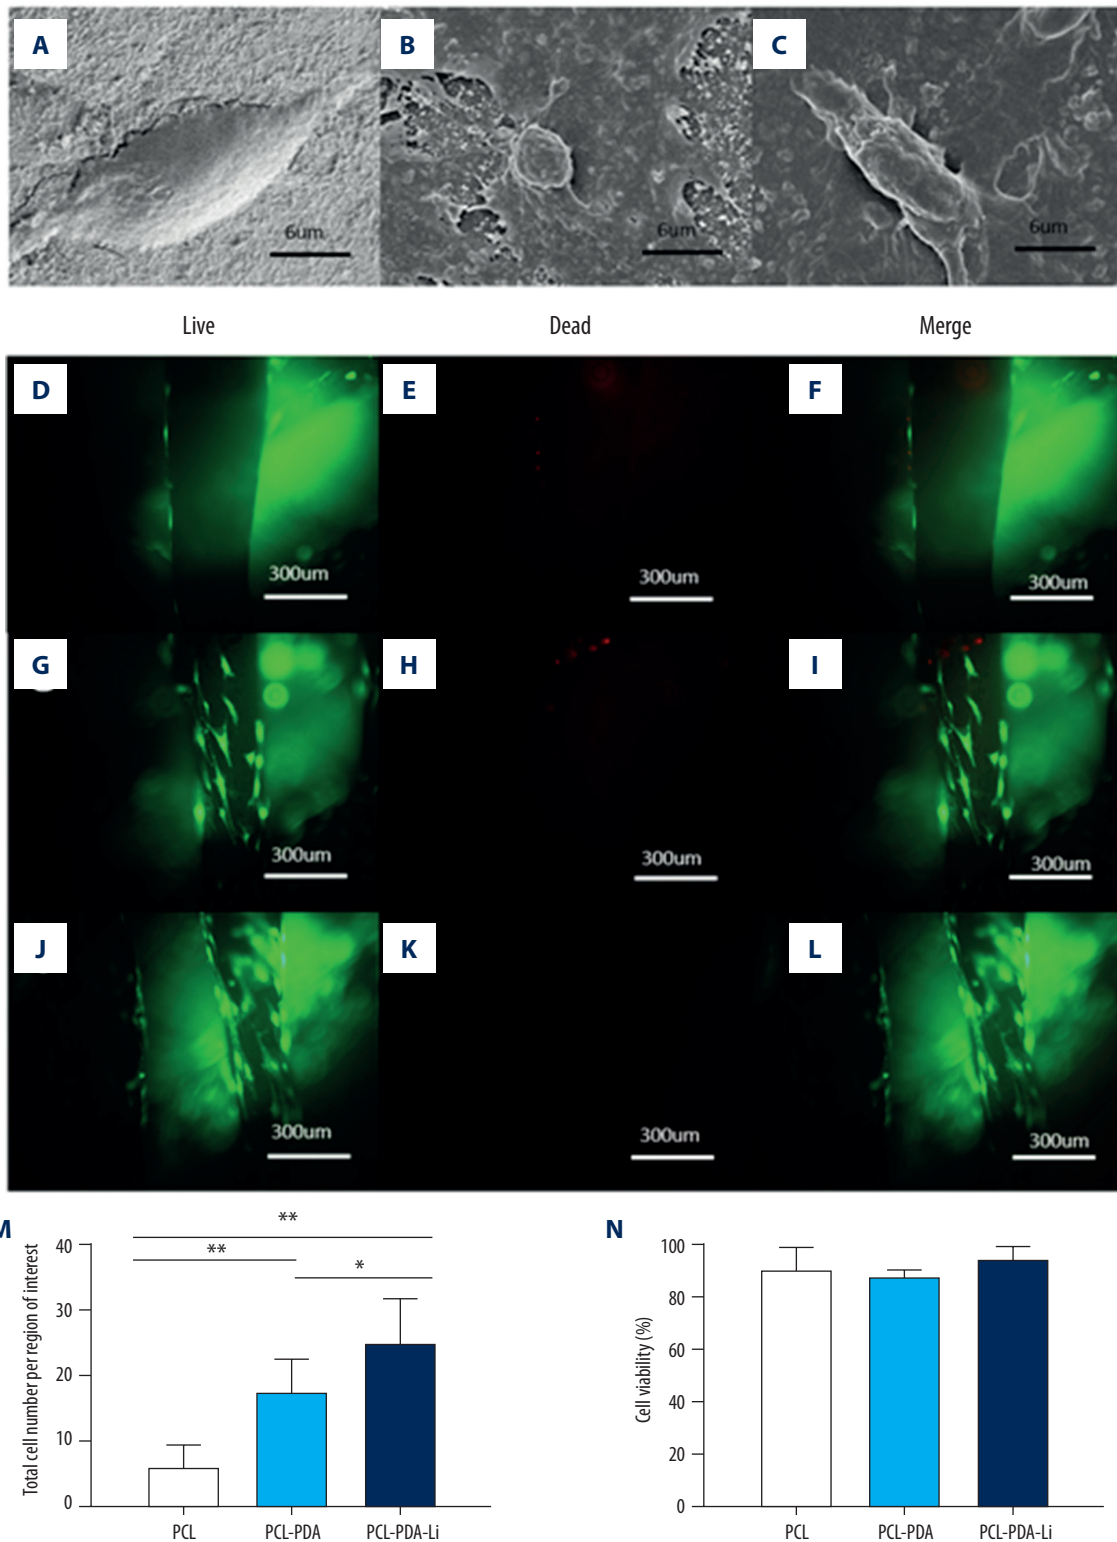 A
B
C
6um
6um
6um
Live
Dead
Merge
D
E
F
300um
300um
300um
G
H
I
300um
300um
300um
J
K
L
300um
300um
300um
M
Total cell number per region of interest
40
30
20
10
0
**
**
*
PCL
PCL-PDA
PCL-PDA-Li
N
Cell viability (%)
100
80
60
40
20
0
PCL
PCL-PDA
PCL-PDA-Li